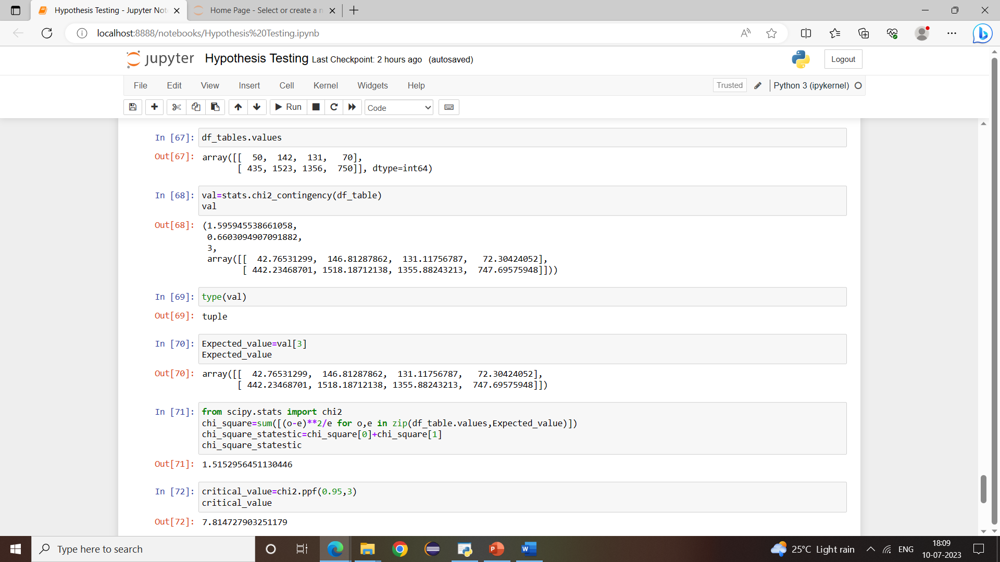 Hypothesis Testing - Jupyter Not
Home Page - Select or create a n
localhost:8888/notebooks/Hypothesis%20Testing.ipynb
jupyter Hypothesis Testing Last Checkpoint: 2 hours ago (autosaved)
Logout
File Edit View Insert Cell Kernel Widgets Help
Trusted Python 3 (ipykernel)
Run Code
In [67]: df_tables.values
Out[67]: array([[  50,  142,  131,   70],
[ 435, 1523, 1356,  750]], dtype=int64)
In [68]: val=stats.chi2_contingency(df_table)
val
Out[68]: (1.595945538661058,
0.6603094907091882,
3,
array([[  42.76531299,  146.81287862,  131.11756787,   72.30424052],
[ 442.23468701, 1518.18712138, 1355.88243213,  747.69575948]]))
In [69]: type(val)
Out[69]: tuple
In [70]: Expected_value=val[3]
Expected_value
Out[70]: array([[  42.76531299,  146.81287862,  131.11756787,   72.30424052],
[ 442.23468701, 1518.18712138, 1355.88243213,  747.69575948]])
In [71]: from scipy.stats import chi2
chi_square=sum([(o-e)**2/e for o,e in zip(df_table.values,Expected_value)])
chi_square_statestic=chi_square[0]+chi_square[1]
chi_square_statestic
Out[71]: 1.5152956451130446
In [72]: critical_value=chi2.ppf(0.95,3)
critical_value
Out[72]: 7.814727903251179
Type here to search
25°C Light rain
ENG
18:09
10-07-2023